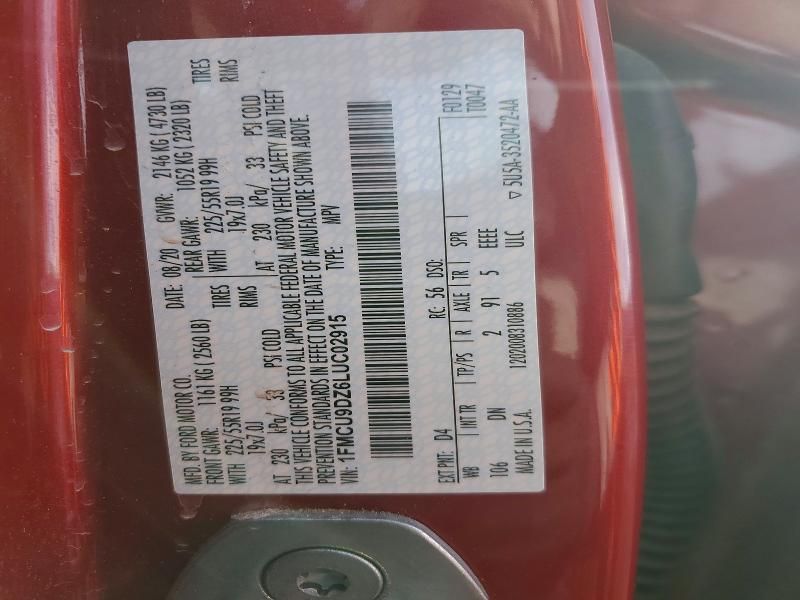 MFD. BY FORD MOTOR CO. DATE: 08/20 GVWR: 2146 KG ( 4730 LB)
FRONT GAWR: 1161 KG ( 2560 LB) REAR GAWR: 1052 KG ( 2320 LB)
WITH 225/55R19 99H TIRES WITH 225/55R19 99H TIRES
19x7.0J RIMS 19x7.0J RIMS
AT 230 kPa/ 33 PSI COLD AT 230 kPa/ 33 PSI COLD
THIS VEHICLE CONFORMS TO ALL APPLICABLE FEDERAL MOTOR VEHICLE SAFETY AND THEFT
PREVENTION STANDARDS IN EFFECT ON THE DATE OF MANUFACTURE SHOWN ABOVE.
VIN: 1FMCU9DZ6LUC02915 TYPE: MPV
EXT PNT: D4 RC: 56 DSO: F0129
WB INT TR TP/PS R AXLE TR SPR T0047
106 DN 2 91 5 EEEE
MADE IN U.S.A. 1202008310886 ULC ▽ 5U5A-3520472-AA